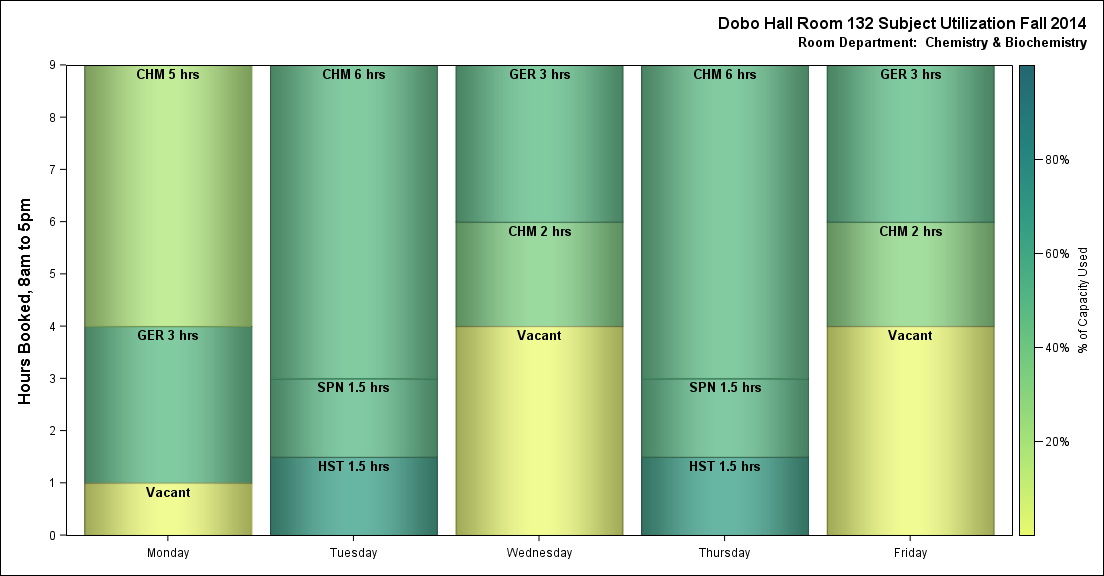 Dobo Hall Room 132 Subject Utilization Fall 2014
Room Department:  Chemistry & Biochemistry
Hours Booked, 8am to 5pm
9
8
7
6
5
4
3
2
1
0
CHM 5 hrs
GER 3 hrs
Vacant
CHM 6 hrs
SPN 1.5 hrs
HST 1.5 hrs
GER 3 hrs
CHM 2 hrs
Vacant
CHM 6 hrs
SPN 1.5 hrs
HST 1.5 hrs
GER 3 hrs
CHM 2 hrs
Vacant
Monday
Tuesday
Wednesday
Thursday
Friday
80%
60%
40%
20%
% of Capacity Used